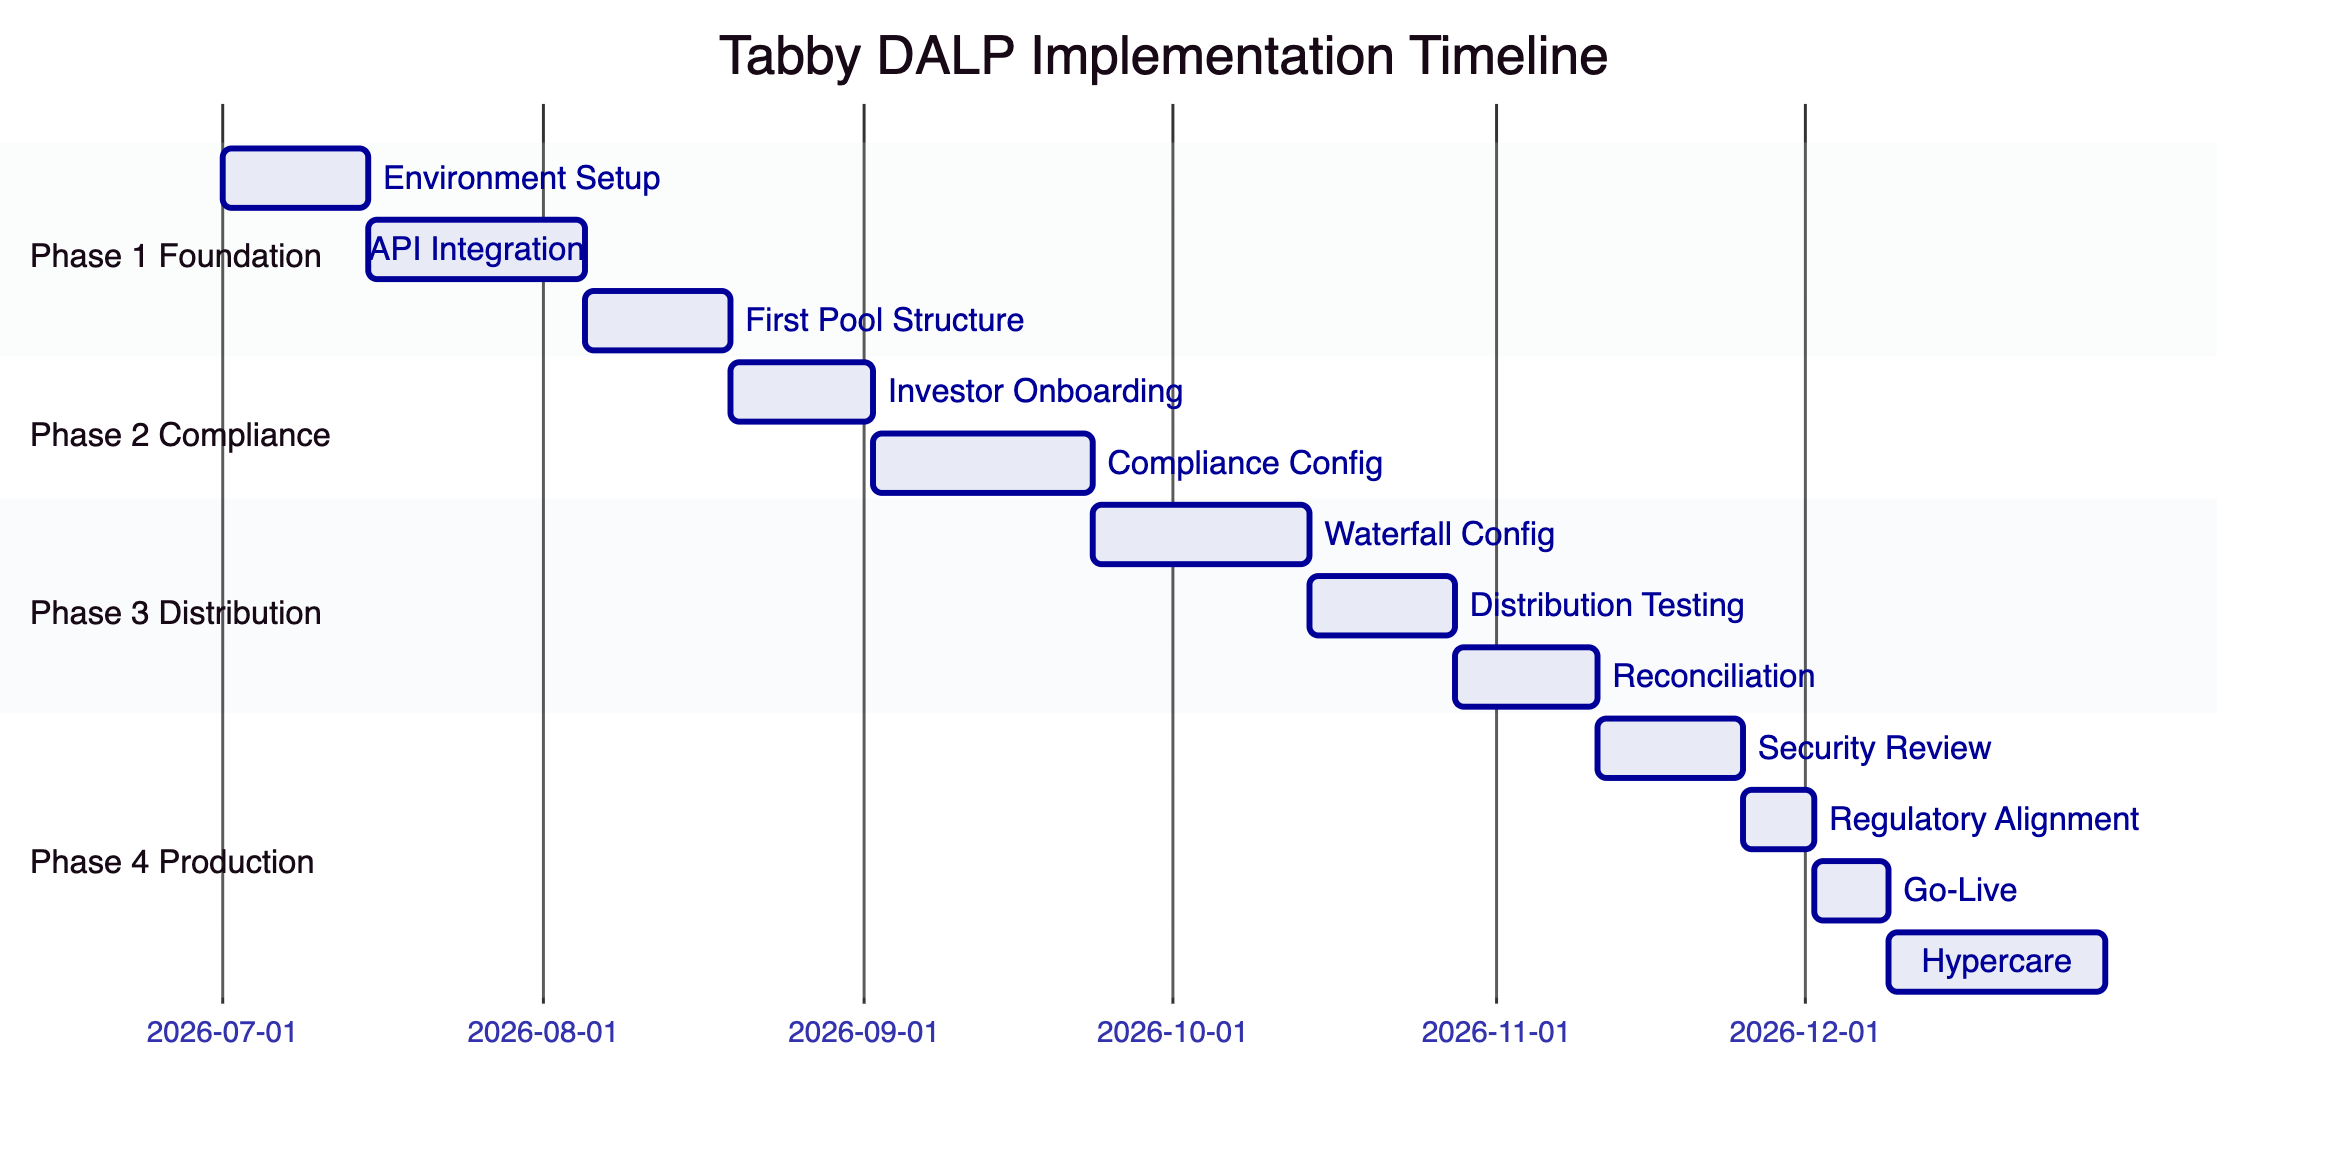 Tabby DALP Implementation Timeline
Environment Setup
Phase 1 Foundation
API Integration
First Pool Structure
Investor Onboarding
Phase 2 Compliance
Compliance Config
Waterfall Config
Phase 3 Distribution
Distribution Testing
Reconciliation
Security Review
Regulatory Alignment
Phase 4 Production
Go-Live
Hypercare
2026-07-01
2026-08-01
2026-09-01
2026-10-01
2026-11-01
2026-12-01